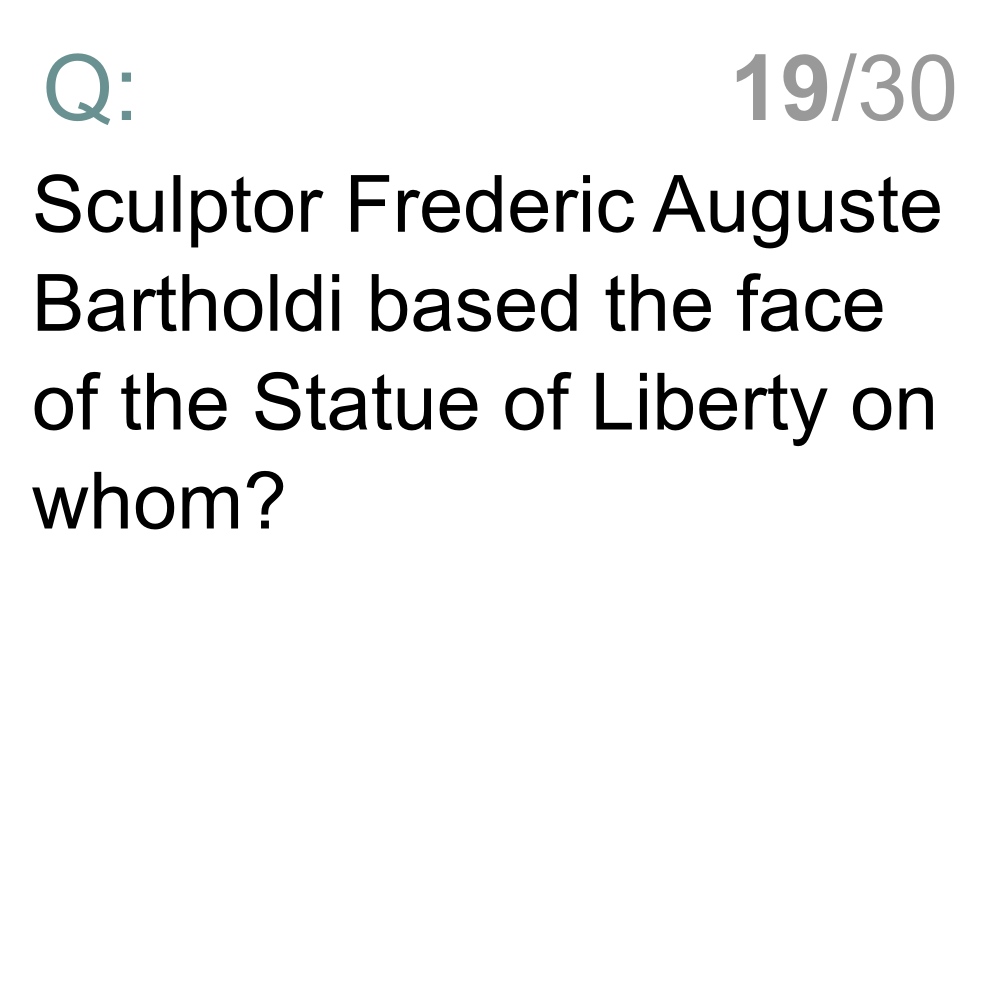 Q: 19/30
Sculptor Frederic Auguste
Bartholdi based the face
of the Statue of Liberty on
whom?